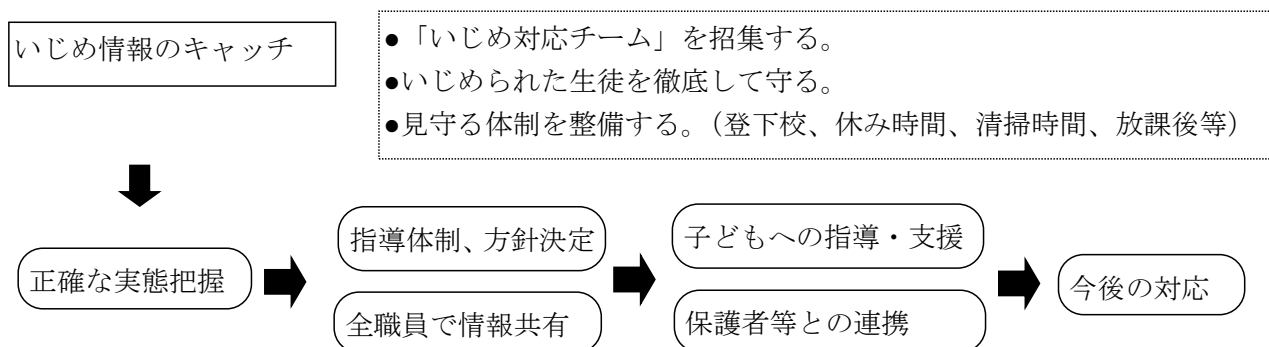 いじめ情報のキャッチ
●「いじめ対応チーム」を招集する。
●いじめられた生徒を徹底して守る。
●見守る体制を整備する。（登下校、休み時間、清掃時間、放課後等）
正確な実態把握
指導体制、方針決定
全職員で情報共有
子どもへの指導・支援
保護者等との連携
今後の対応